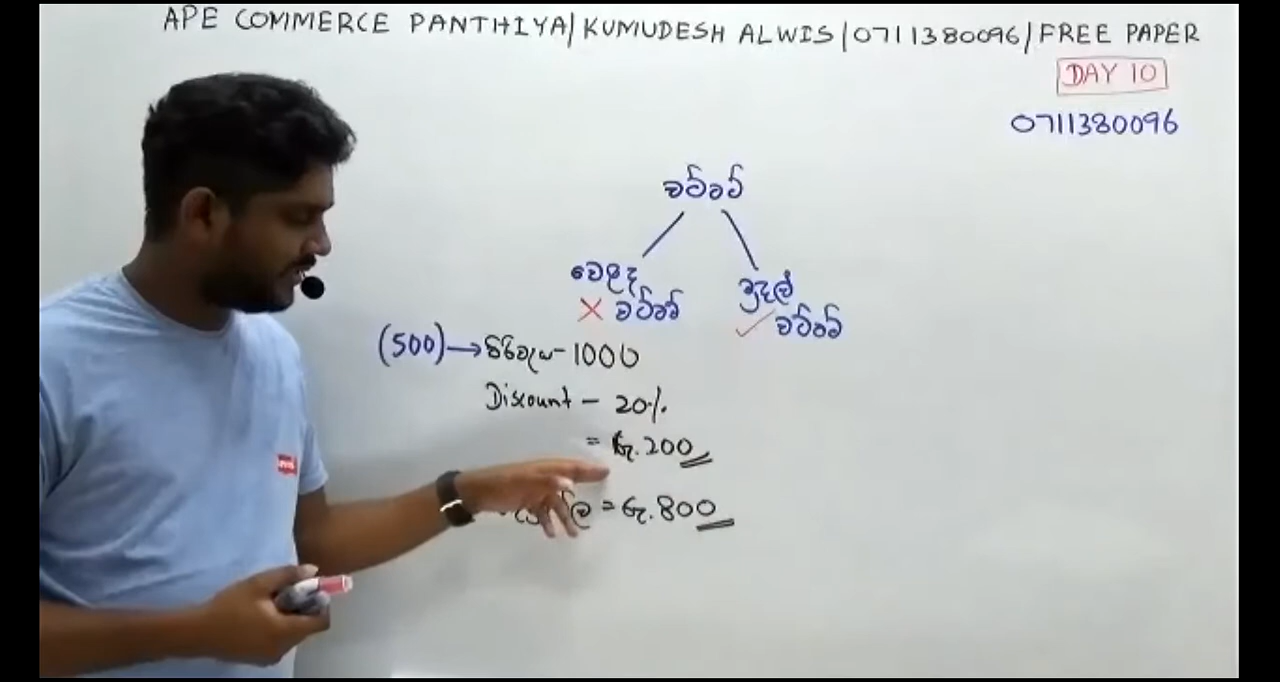 APE COMMERCE PANTHIYA/KUMUDESH ALWIS/0711380096/FREE PAPER
DAY 10
0711380096
වට්ටම්
වෙළඳ
වට්ටම්
මුදල්
වට්ටම්
(500)→පිරිවැය-1000
Discount - 20%
= රු.200
= රු.800